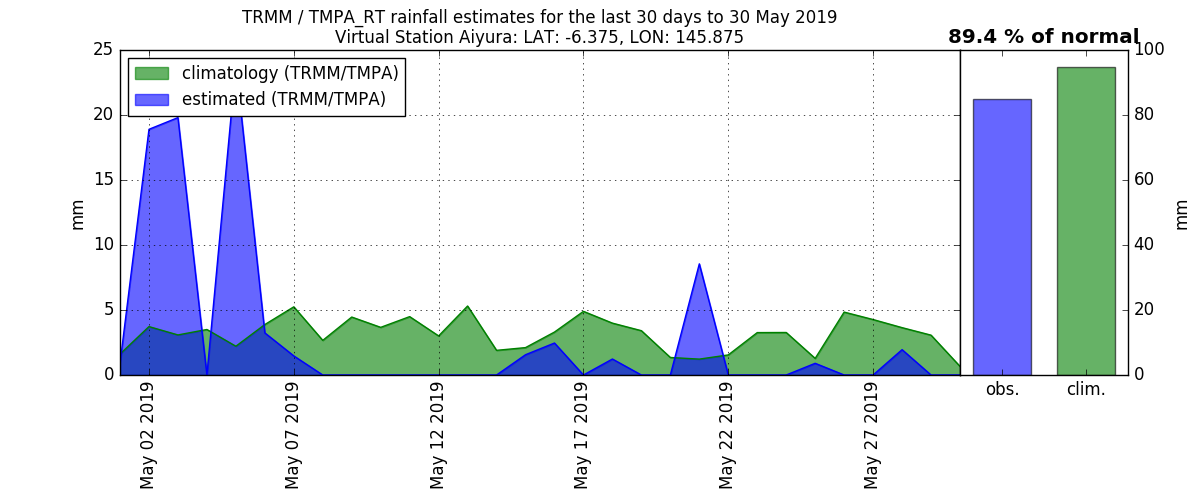 TRMM / TMPA_RT rainfall estimates for the last 30 days to 30 May 2019
Virtual Station Aiyura: LAT: -6.375, LON: 145.875
89.4 % of normal
climatology (TRMM/TMPA)
estimated (TRMM/TMPA)
25
20
15
10
5
0
mm
May 02 2019
May 07 2019
May 12 2019
May 17 2019
May 22 2019
May 27 2019
100
80
60
40
20
0
mm
obs.
clim.